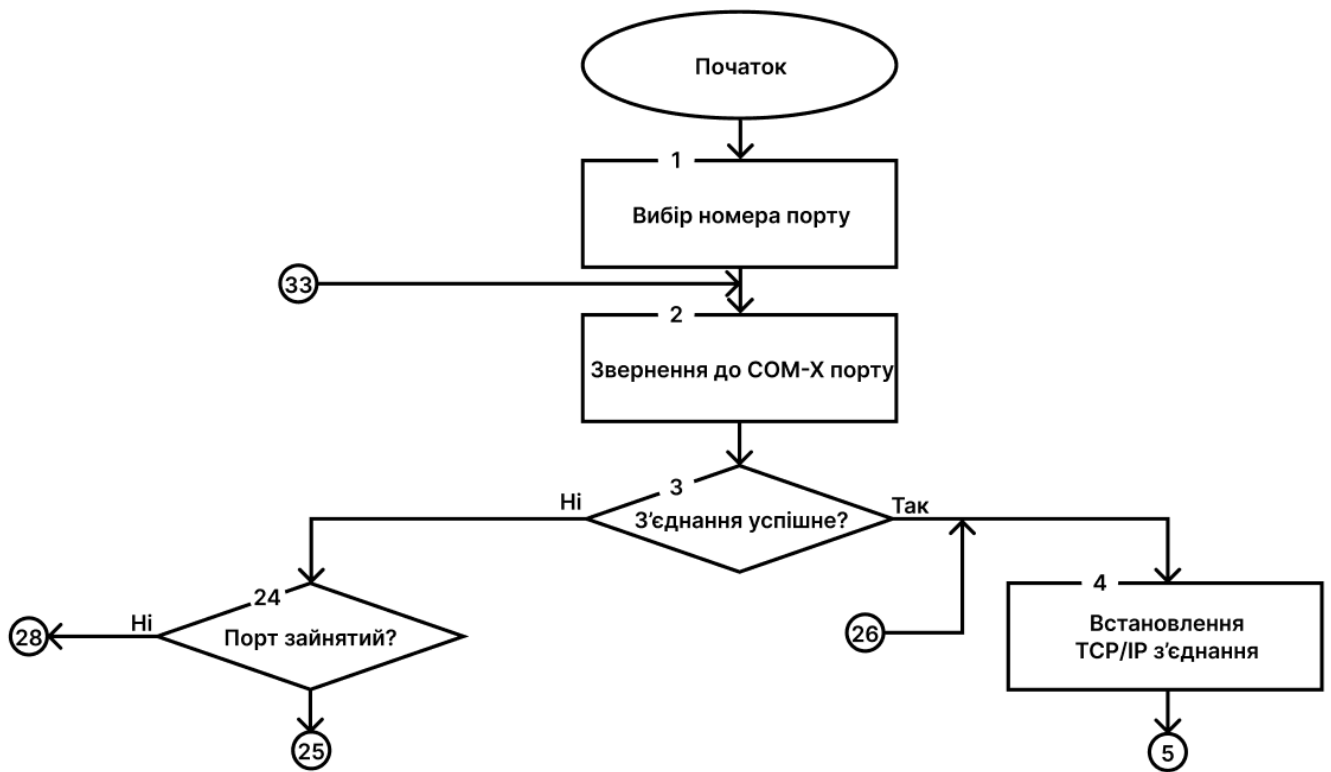 Початок
1
Вибір номера порту
33
2
Звернення до COM-X порту
3
Ні
Так
З’єднання успішне?
24
4
Ні
28
Порт зайнятий?
26
Встановлення
TCP/IP з’єднання
25
5